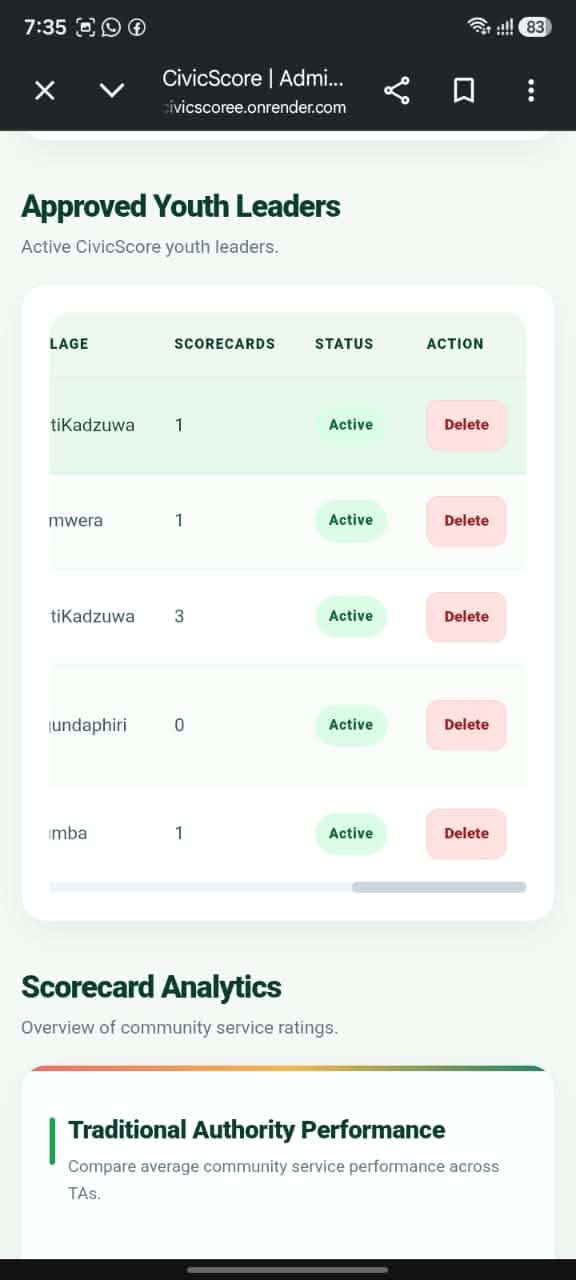 7:35
83
CivicScore | Admi...
civicscoree.onrender.com
Approved Youth Leaders
Active CivicScore youth leaders.
LAGE SCORECARDS STATUS ACTION
tiKadzuwa 1 Active Delete
mwera 1 Active Delete
tiKadzuwa 3 Active Delete
gundaphiri 0 Active Delete
mba 1 Active Delete
Scorecard Analytics
Overview of community service ratings.
Traditional Authority Performance
Compare average community service performance across
TAs.